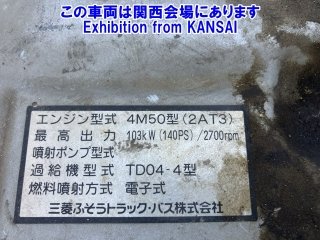 この車両は関西会場にあります
Exhibition from KANSAI
エンジン型式 4M50型(2AT3)
最高出力 103kW(140PS)/2700rpm
噴射ポンプ型式
過給機型式 TD04-4型
燃料噴射方式 電子式
三菱ふそうトラック・バス株式会社